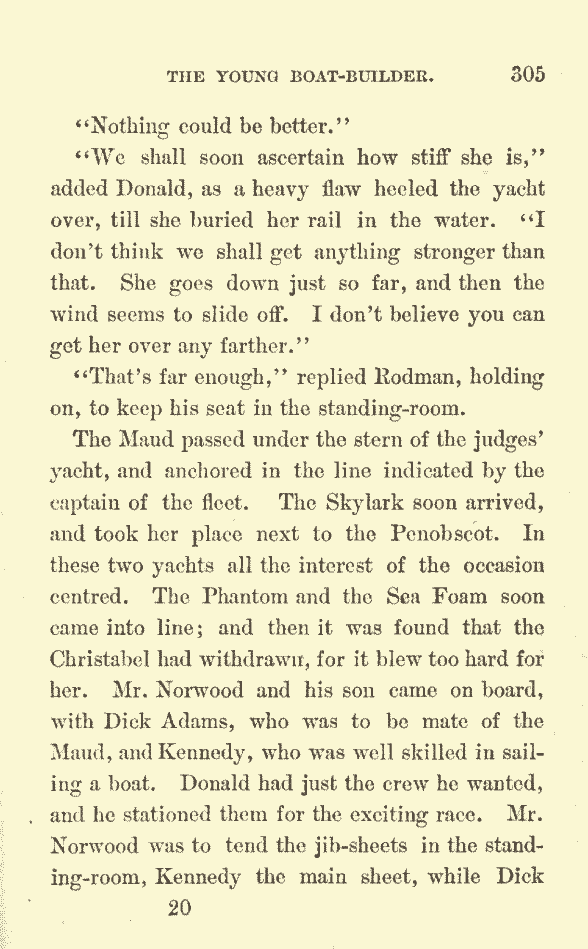 THE YOUNG BOAT-BUILDER. 305
"Nothing could be better."
"We shall soon ascertain how stiff she is,"
added Donald, as a heavy flaw heeled the yacht
over, till she buried her rail in the water. "I
don't think we shall get anything stronger than
that. She goes down just so far, and then the
wind seems to slide off. I don't believe you can
get her over any farther."
"That's far enough," replied Rodman, holding
on, to keep his seat in the standing-room.
The Maud passed under the stern of the judges'
yacht, and anchored in the line indicated by the
captain of the fleet. The Skylark soon arrived,
and took her place next to the Penobscot. In
these two yachts all the interest of the occasion
centred. The Phantom and the Sea Foam soon
came into line; and then it was found that the
Christabel had withdrawn, for it blew too hard for
her. Mr. Norwood and his son came on board,
with Dick Adams, who was to be mate of the
Maud, and Kennedy, who was well skilled in sail-
ing a boat. Donald had just the crew he wanted,
and he stationed them for the exciting race. Mr.
Norwood was to tend the jib-sheets in the stand-
ing-room, Kennedy the main sheet, while Dick
20